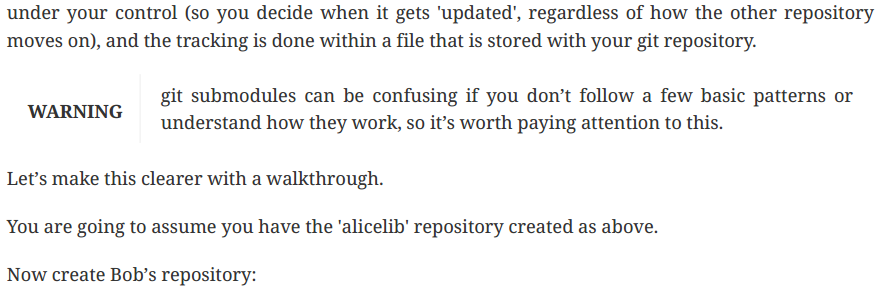 under your control (so you decide when it gets 'updated', regardless of how the other repository
moves on), and the tracking is done within a file that is stored with your git repository.
WARNING
git submodules can be confusing if you don’t follow a few basic patterns or
understand how they work, so it’s worth paying attention to this.
Let’s make this clearer with a walkthrough.
You are going to assume you have the 'alicelib' repository created as above.
Now create Bob’s repository: